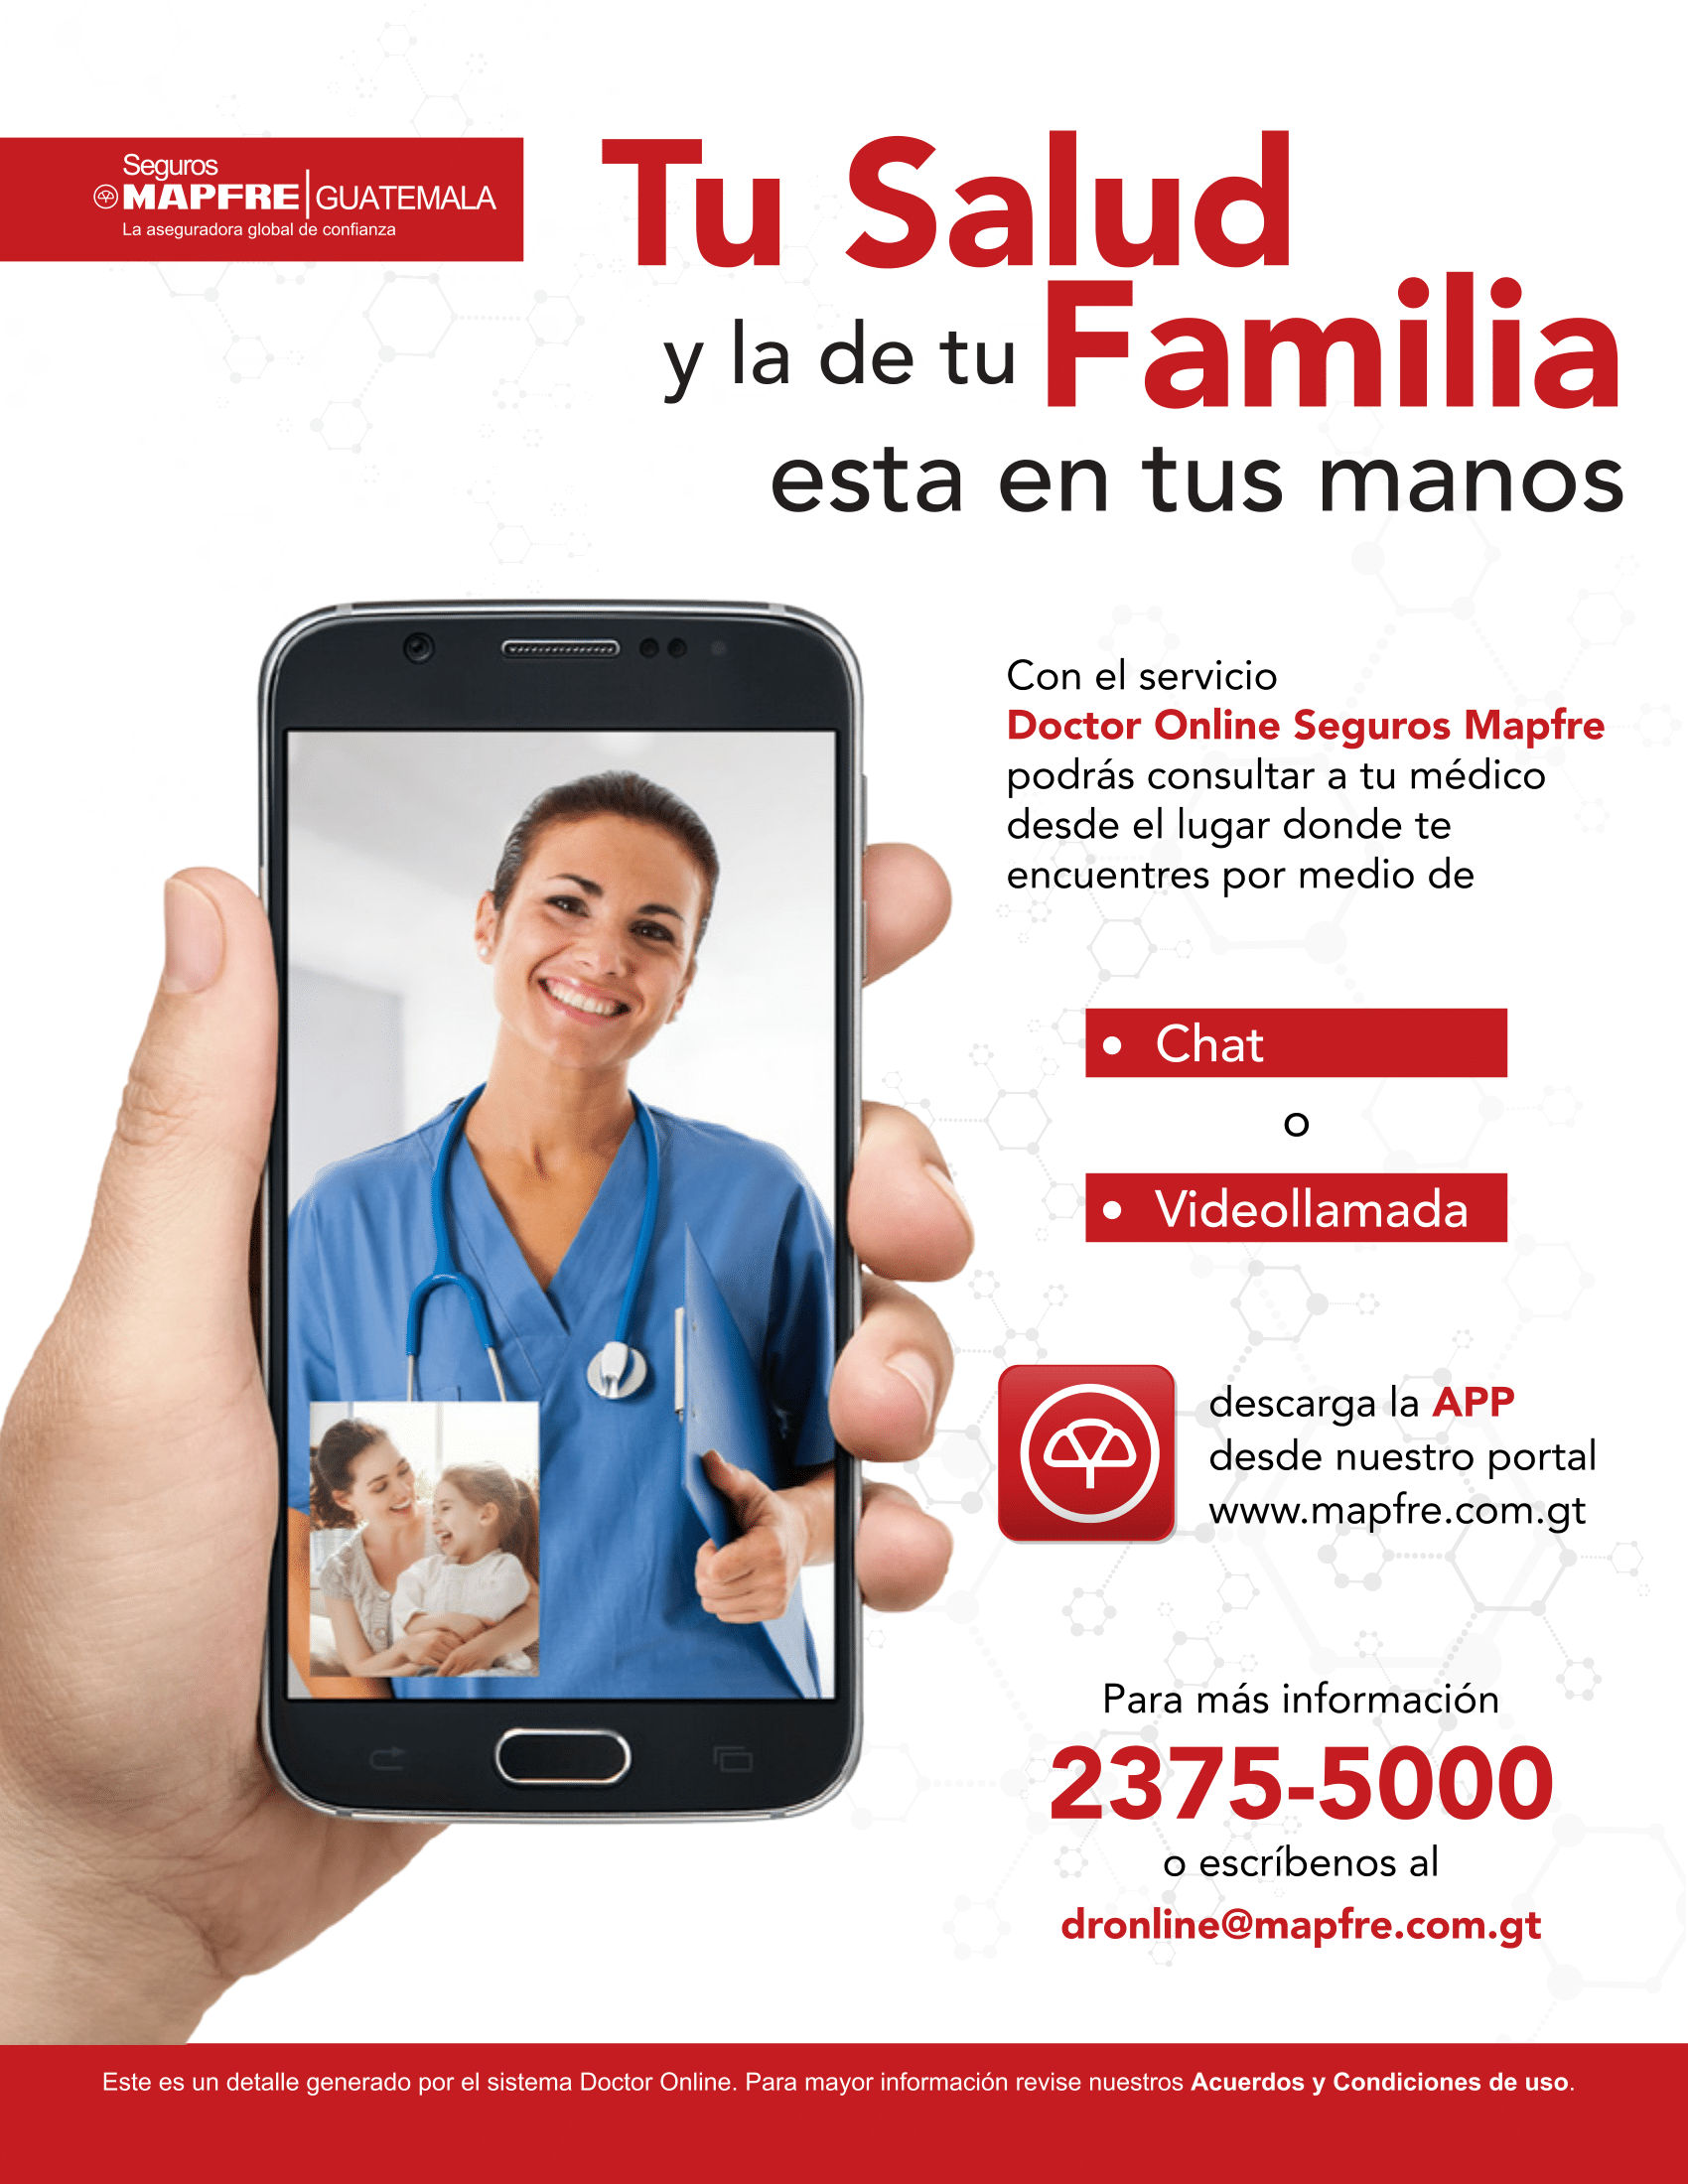 Seguros
MAPFRE GUATEMALA
La aseguradora global de confianza
Tu Salud
y la de tu Familia
esta en tus manos
Con el servicio
Doctor Online Seguros Mapfre
podrás consultar a tu médico
desde el lugar donde te
encuentres por medio de
• Chat
o
• Videollamada
descarga la APP
desde nuestro portal
www.mapfre.com.gt
Para más información
2375-5000
o escríbenos al
dronline@mapfre.com.gt
Este es un detalle generado por el sistema Doctor Online. Para mayor información revise nuestros Acuerdos y Condiciones de uso.